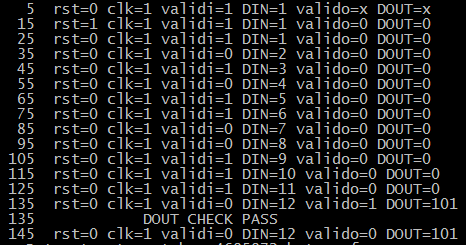 5 rst=0 clk=1 validi=1 DIN=1 valido=x DOUT=x
15 rst=1 clk=1 validi=1 DIN=1 valido=0 DOUT=0
25 rst=0 clk=1 validi=1 DIN=1 valido=0 DOUT=0
35 rst=0 clk=1 validi=0 DIN=2 valido=0 DOUT=0
45 rst=0 clk=1 validi=1 DIN=3 valido=0 DOUT=0
55 rst=0 clk=1 validi=0 DIN=4 valido=0 DOUT=0
65 rst=0 clk=1 validi=1 DIN=5 valido=0 DOUT=0
75 rst=0 clk=1 validi=1 DIN=6 valido=0 DOUT=0
85 rst=0 clk=1 validi=0 DIN=7 valido=0 DOUT=0
95 rst=0 clk=1 validi=0 DIN=8 valido=0 DOUT=0
105 rst=0 clk=1 validi=1 DIN=9 valido=0 DOUT=0
115 rst=0 clk=1 validi=1 DIN=10 valido=0 DOUT=0
125 rst=0 clk=1 validi=1 DIN=11 valido=0 DOUT=0
135 rst=0 clk=1 validi=0 DIN=12 valido=1 DOUT=101
135 DOUT CHECK PASS
145 rst=0 clk=1 validi=0 DIN=12 valido=0 DOUT=101